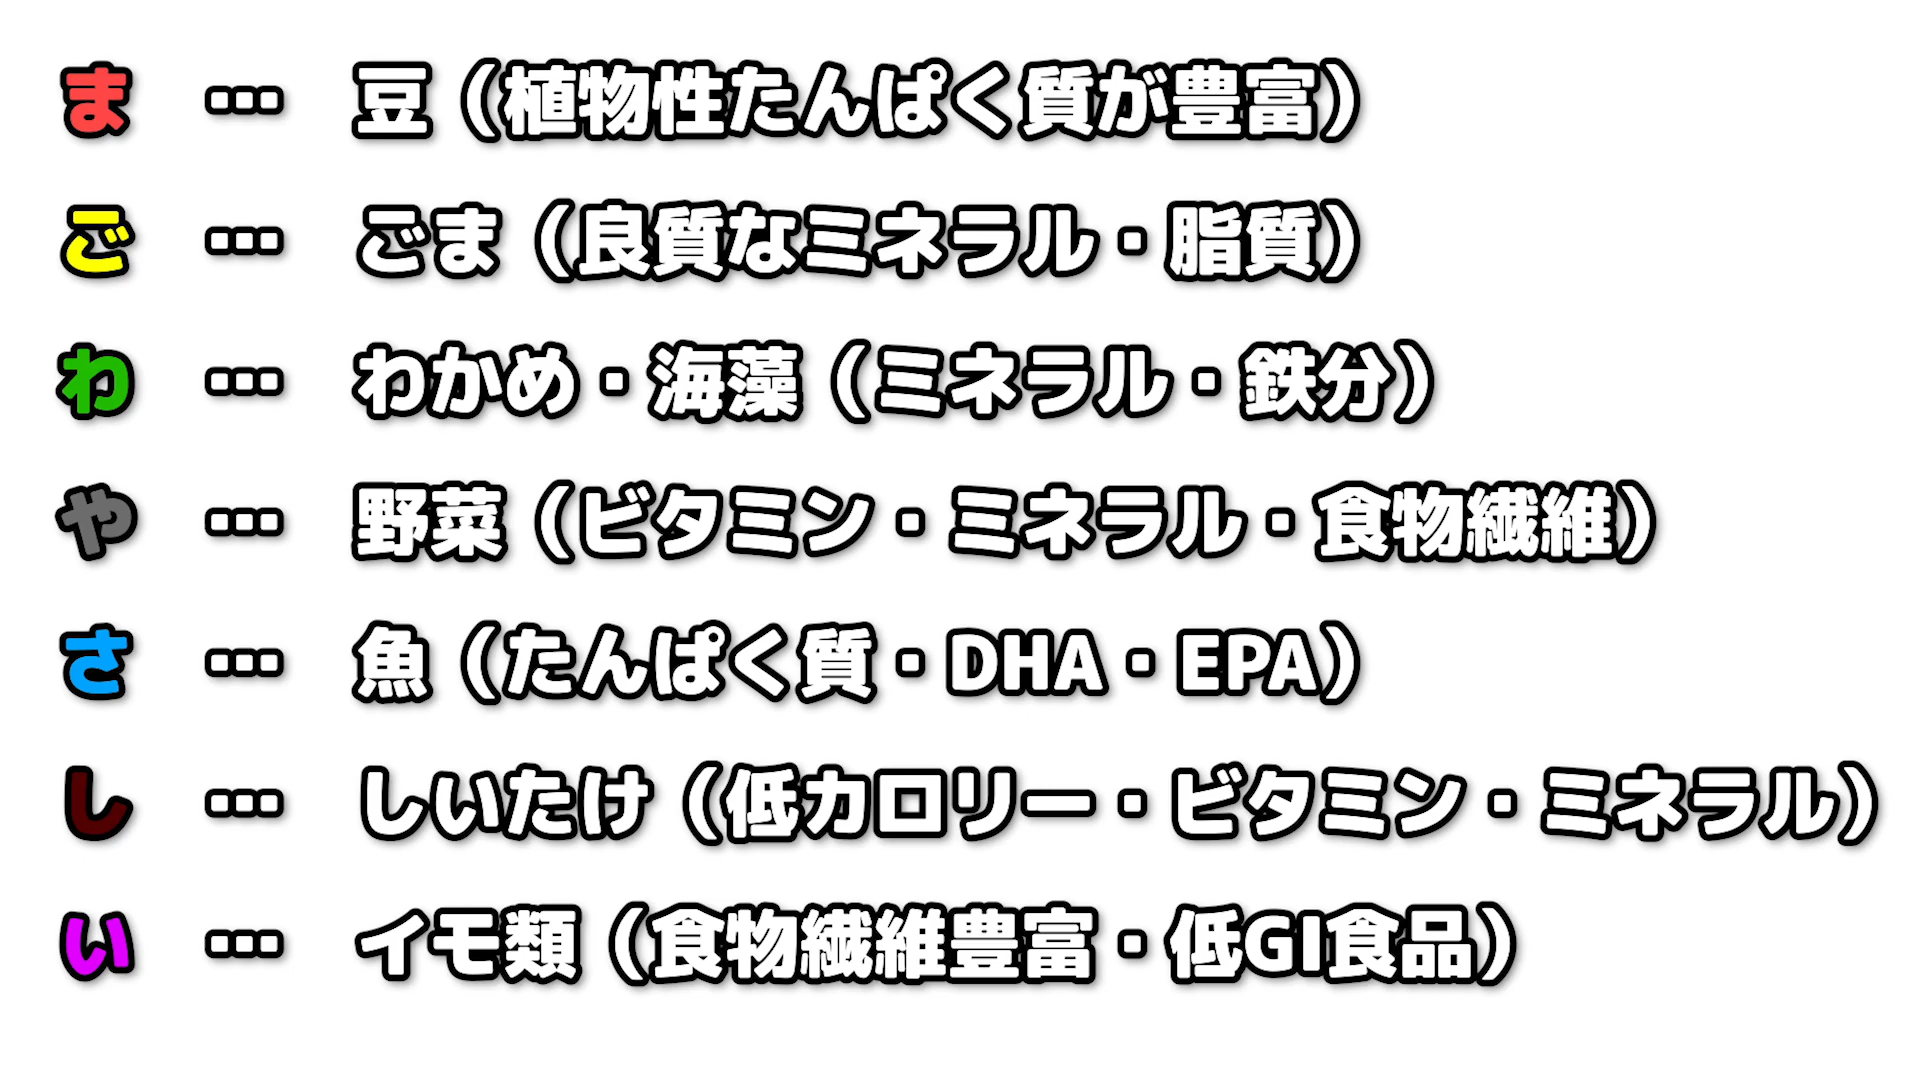 ま … 豆（植物性たんぱく質が豊富）
ご … ごま（良質なミネラル・脂質）
わ … わかめ・海藻（ミネラル・鉄分）
や … 野菜（ビタミン・ミネラル・食物繊維）
さ … 魚（たんぱく質・DHA・EPA）
し … しいたけ（低カロリー・ビタミン・ミネラル）
い … イモ類（食物繊維豊富・低GI食品）